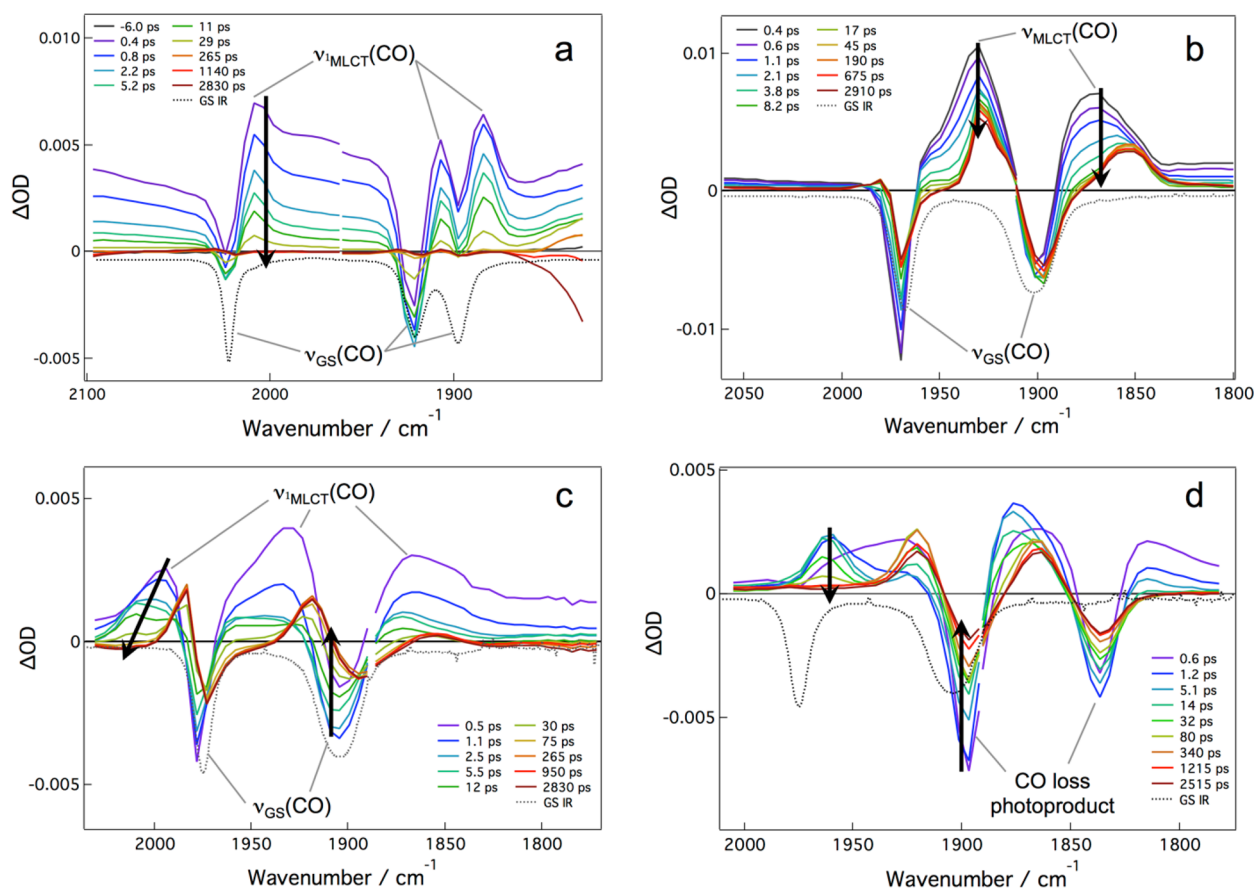 a
-6.0 ps 11 ps
0.4 ps 29 ps
0.8 ps 265 ps
2.2 ps 1140 ps
5.2 ps 2830 ps
GS IR
ν¹MLCT(CO)
νGS(CO)
0.010
0.005
0
-0.005
ΔOD
2100 2000 1900
Wavenumber / cm⁻¹
b
0.4 ps 17 ps
0.6 ps 45 ps
1.1 ps 190 ps
2.1 ps 675 ps
3.8 ps 2910 ps
8.2 ps GS IR
νMLCT(CO)
νGS(CO)
0.01
0
-0.01
ΔOD
2050 2000 1950 1900 1850 1800
Wavenumber / cm⁻¹
c
ν¹MLCT(CO)
νGS(CO)
0.5 ps 30 ps
1.1 ps 75 ps
2.5 ps 265 ps
5.5 ps 950 ps
12 ps 2830 ps
GS IR
0.005
0
-0.005
ΔOD
2000 1950 1900 1850 1800
Wavenumber / cm⁻¹
d
0.6 ps
1.2 ps
5.1 ps
14 ps
32 ps
80 ps
340 ps
1215 ps
2515 ps
GS IR
CO loss
photoproduct
0.005
0
-0.005
ΔOD
2000 1950 1900 1850 1800
Wavenumber / cm⁻¹